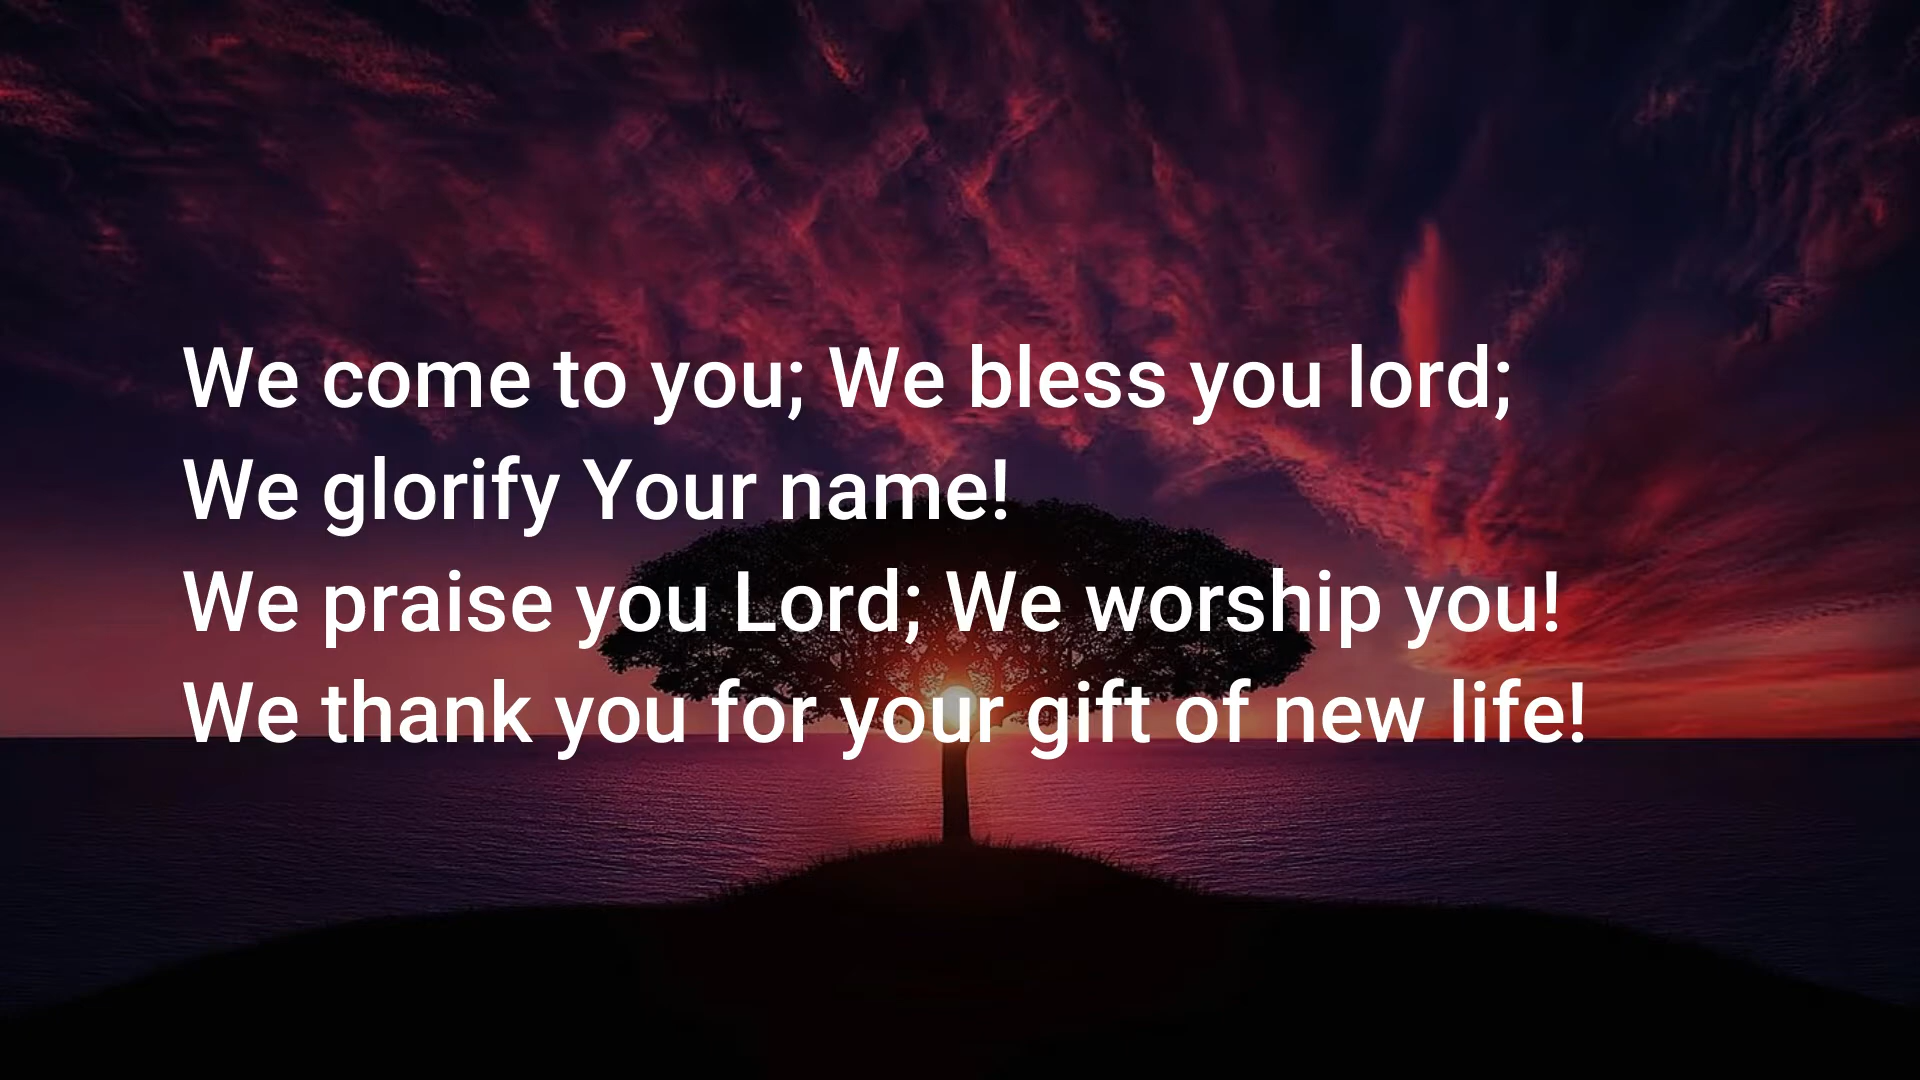 We come to you; We bless you lord;
We glorify Your name!
We praise you Lord; We worship you!
We thank you for your gift of new life!